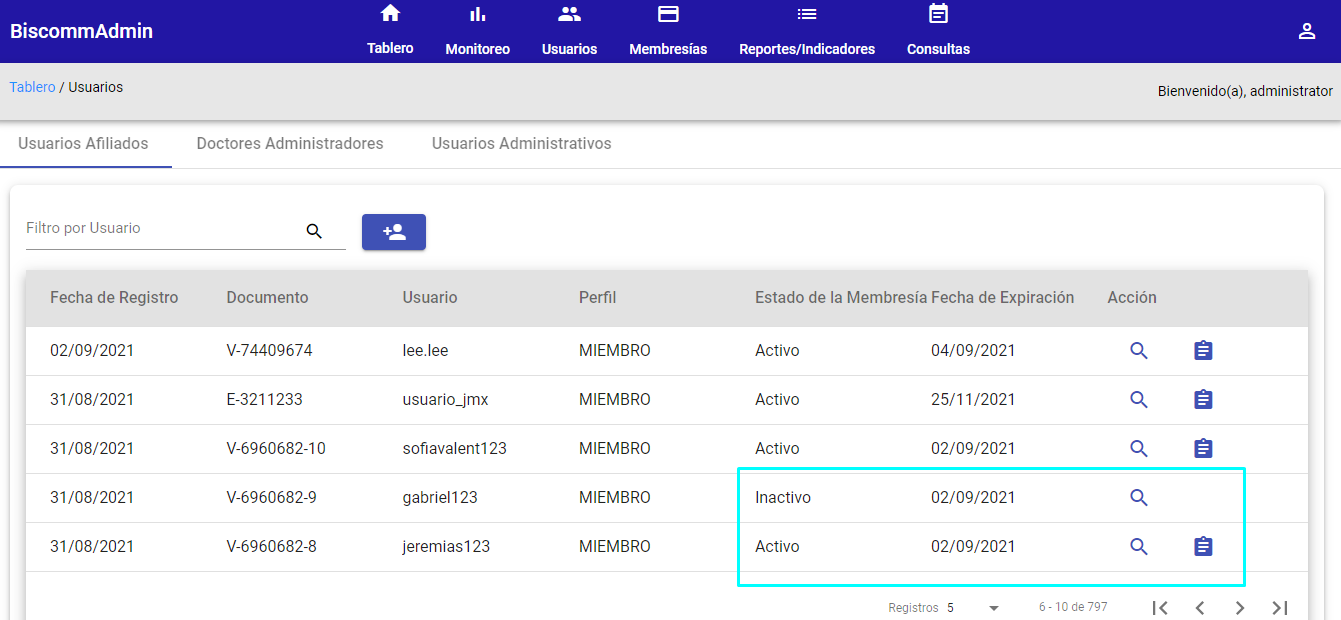 BiscommAdmin
Tablero Monitoreo Usuarios Membresías Reportes/Indicadores Consultas
Tablero / Usuarios
Bienvenido(a), administrator
Usuarios Afiliados Doctores Administradores Usuarios Administrativos
Filtro por Usuario
Fecha de Registro Documento Usuario Perfil Estado de la Membresía Fecha de Expiración Acción
02/09/2021 V-74409674 lee.lee MIEMBRO Activo 04/09/2021
31/08/2021 E-3211233 usuario_jmx MIEMBRO Activo 25/11/2021
31/08/2021 V-6960682-10 sofiavalent123 MIEMBRO Activo 02/09/2021
31/08/2021 V-6960682-9 gabriel123 MIEMBRO Inactivo 02/09/2021
31/08/2021 V-6960682-8 jeremias123 MIEMBRO Activo 02/09/2021
Registros 5 6 - 10 de 797